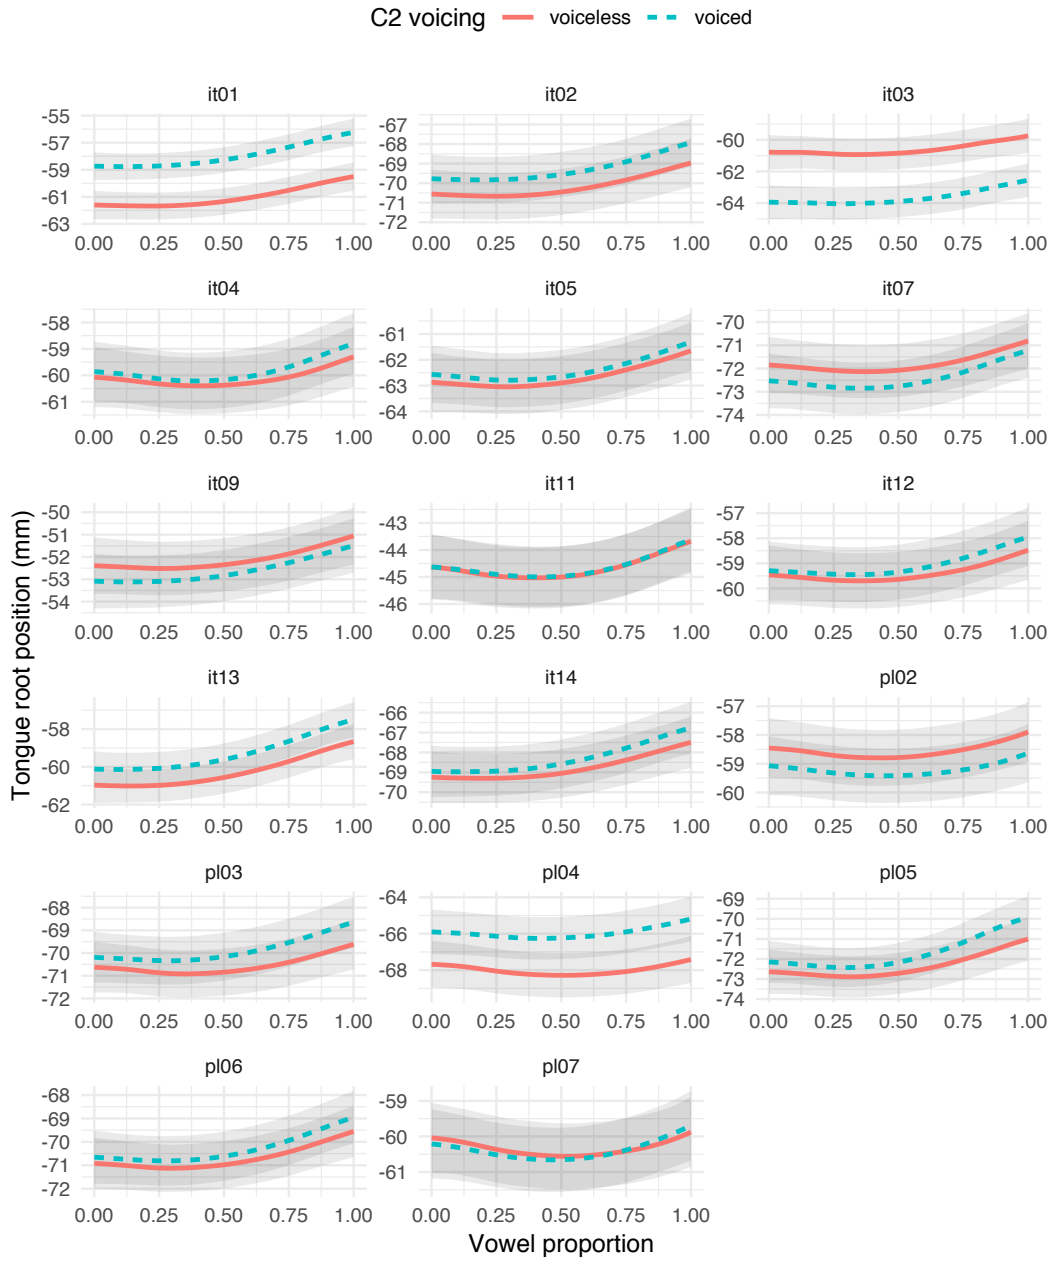 C2 voicing voiceless voiced
it01 it02 it03
-55 -57 -59 -61 -63
-67 -68 -69 -70 -71 -72
-60 -62 -64
0.00 0.25 0.50 0.75 1.00 0.00 0.25 0.50 0.75 1.00 0.00 0.25 0.50 0.75 1.00
it04 it05 it07
-58 -59 -60 -61
-61 -62 -63 -64
-70 -71 -72 -73 -74
0.00 0.25 0.50 0.75 1.00 0.00 0.25 0.50 0.75 1.00 0.00 0.25 0.50 0.75 1.00
it09 it11 it12
-50 -51 -52 -53 -54
-43 -44 -45 -46
-57 -58 -59 -60
0.00 0.25 0.50 0.75 1.00 0.00 0.25 0.50 0.75 1.00 0.00 0.25 0.50 0.75 1.00
Tongue root position (mm)
it13 it14 pl02
-58 -60 -62
-66 -67 -68 -69 -70
-57 -58 -59 -60
0.00 0.25 0.50 0.75 1.00 0.00 0.25 0.50 0.75 1.00 0.00 0.25 0.50 0.75 1.00
pl03 pl04 pl05
-68 -69 -70 -71 -72
-64 -66 -68
-69 -70 -71 -72 -73 -74
0.00 0.25 0.50 0.75 1.00 0.00 0.25 0.50 0.75 1.00 0.00 0.25 0.50 0.75 1.00
pl06 pl07
-68 -69 -70 -71 -72
-59 -60 -61
0.00 0.25 0.50 0.75 1.00 0.00 0.25 0.50 0.75 1.00
Vowel proportion